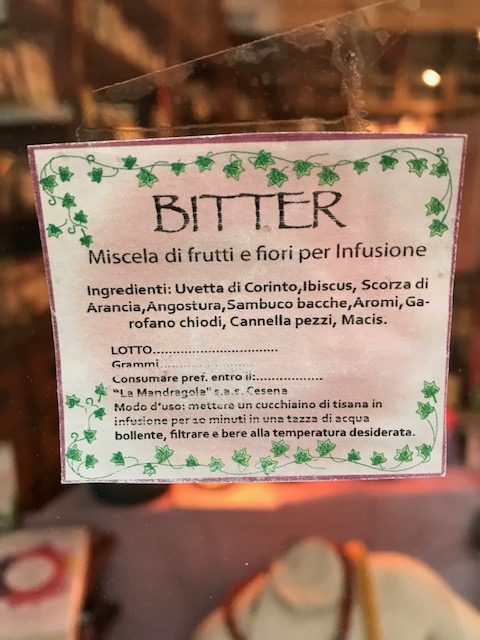 BITTER
Miscela di frutti e fiori per Infusione
Ingredienti: Uvetta di Corinto,Ibiscus, Scorza di
Arancia,Angostura,Sambuco bacche,Aromi,Ga-
rofano chiodi, Cannella pezzi, Macis.
LOTTO..............................
Grammi......................
Consumare pref. entro il:.................
"La Mandragola" s.a.s. Cesena
Modo d'uso: mettere un cucchiaino di tisana in
infusione per 10 minuti in una tazza di acqua
bollente, filtrare e bere alla temperatura desiderata.